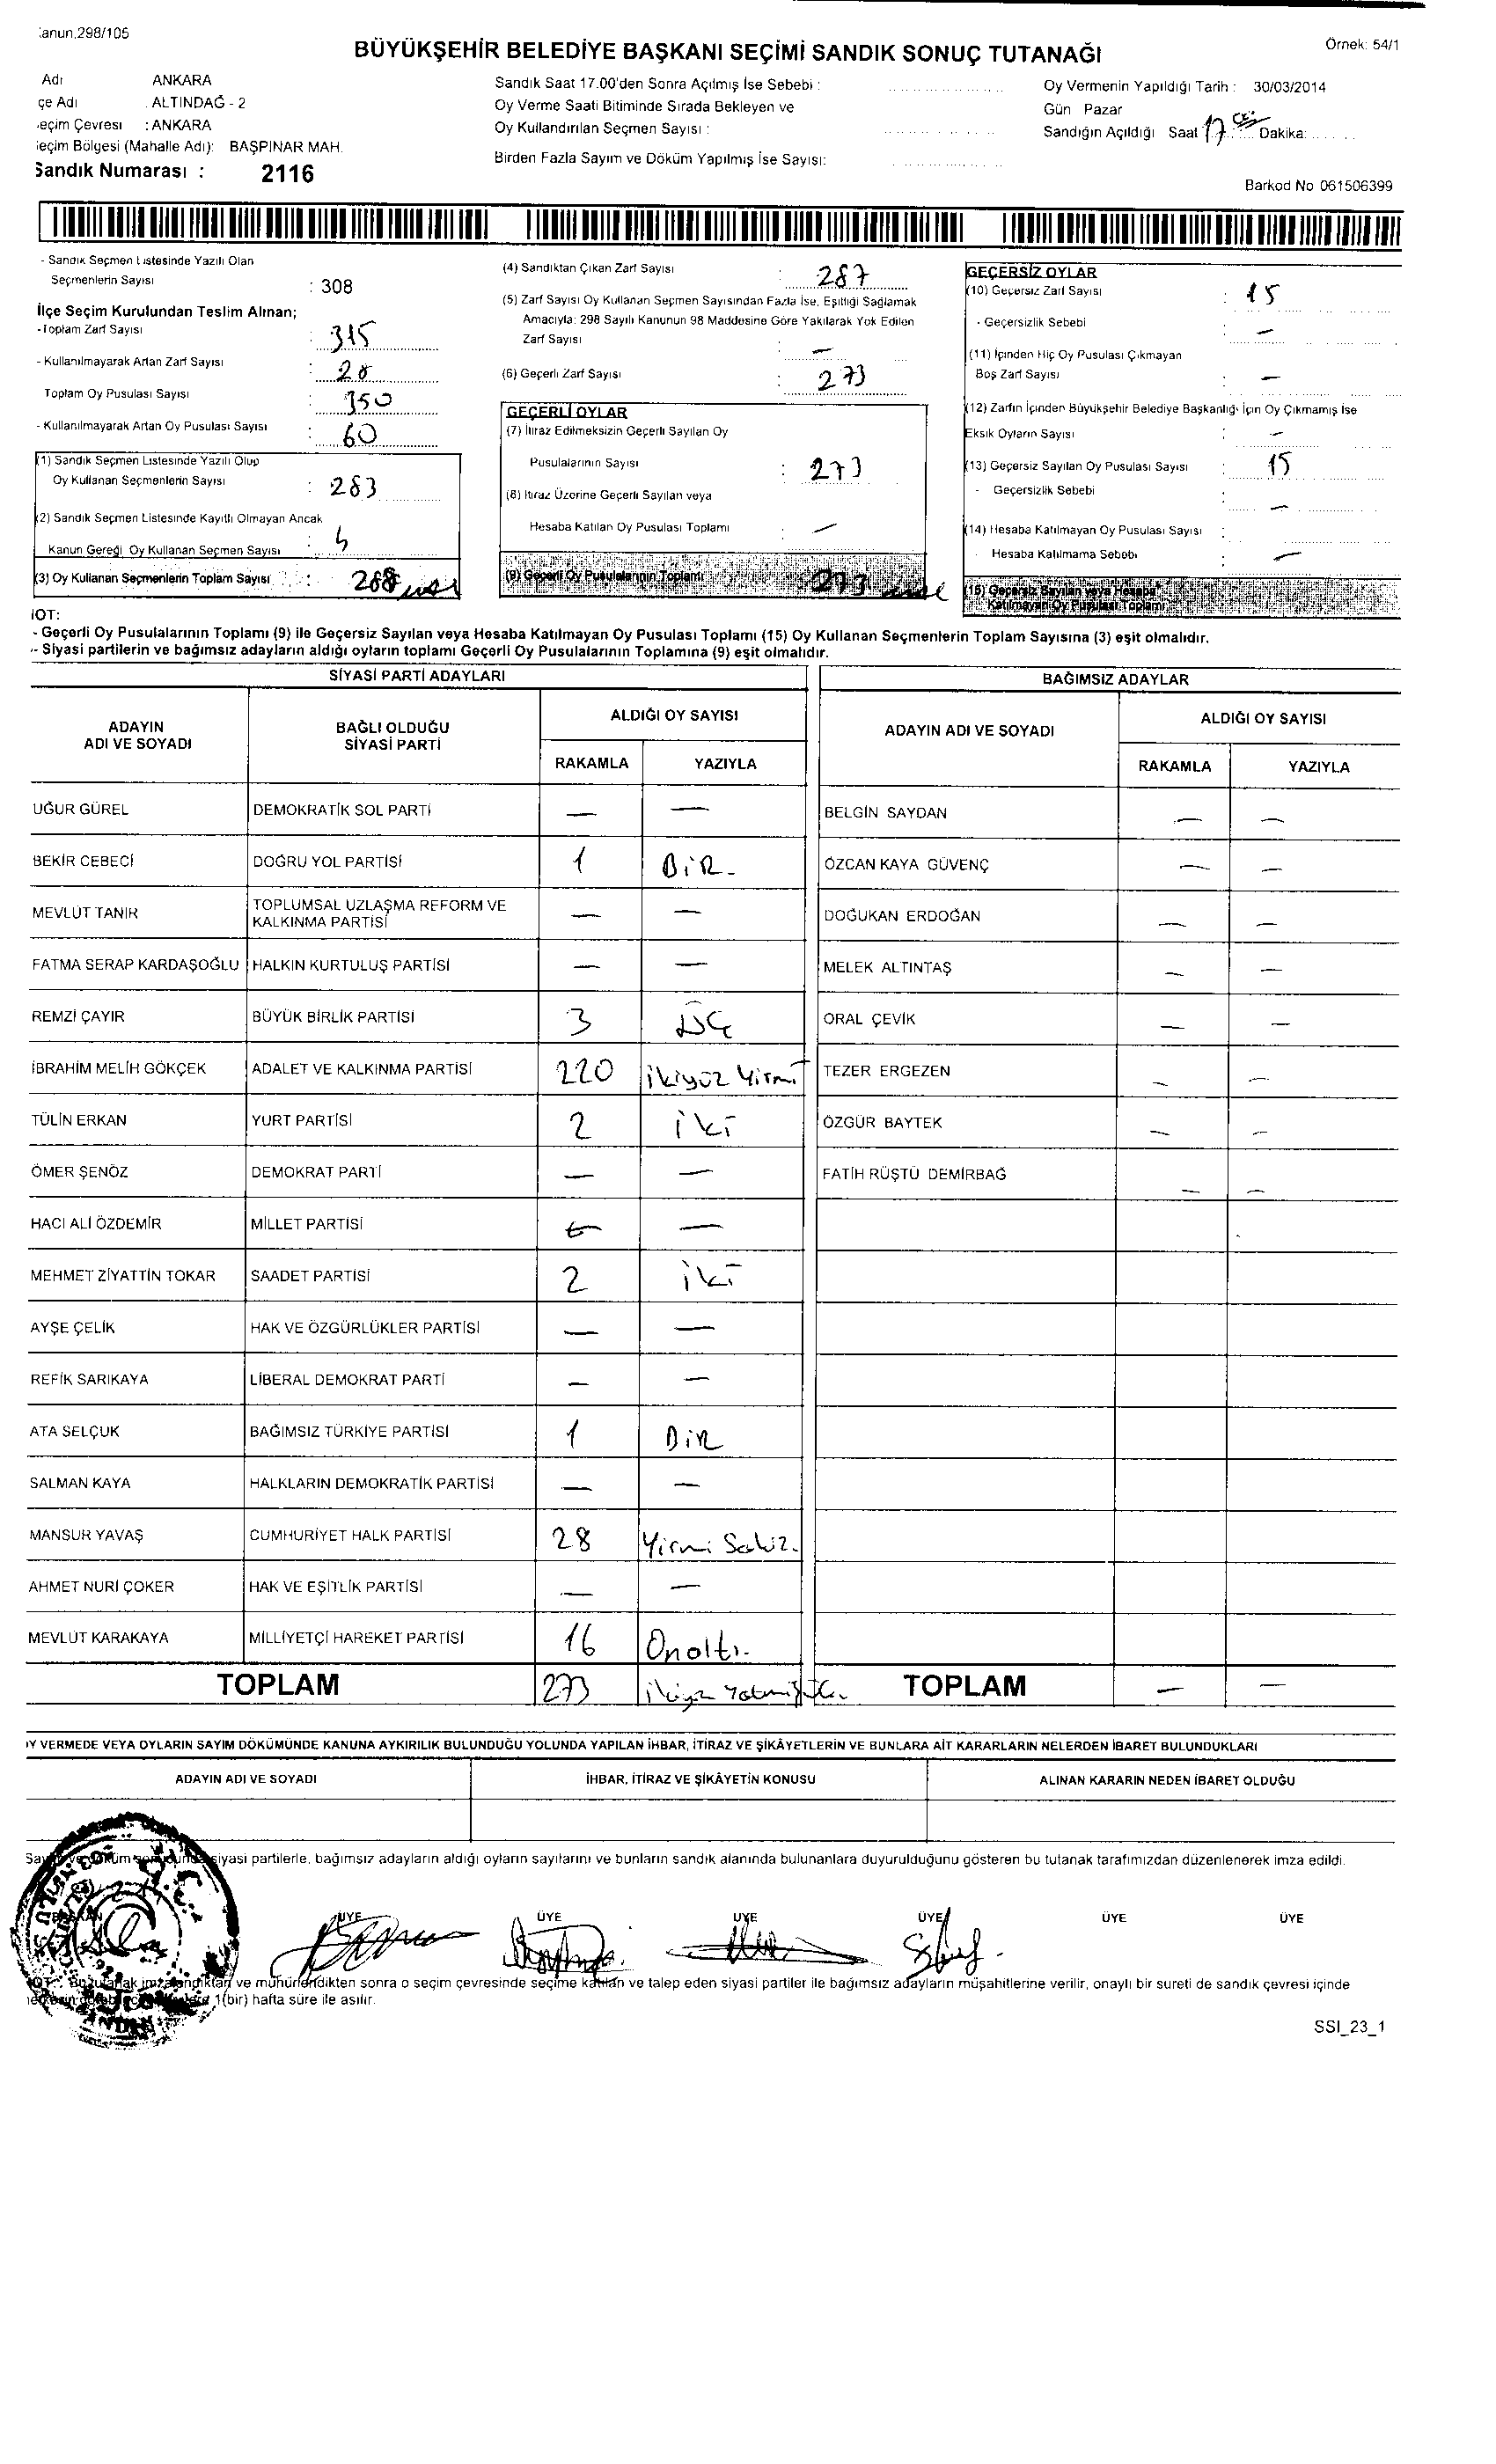 anun.298/105
Örnek: 54/1
BÜYÜKŞEHİR BELEDİYE BAŞKANI SEÇİMİ SANDIK SONUÇ TUTANAĞI
Adı ANKARA
çe Adı . ALTINDAĞ - 2
eçim Çevresi : ANKARA
eçim Bölgesi (Mahalle Adı): BAŞPINAR MAH.
Sandık Numarası : 2116
Sandık Saat 17.00'den Sonra Açılmış İse Sebebi :
Oy Verme Saati Bitiminde Sırada Bekleyen ve
Oy Kullandırılan Seçmen Sayısı :
Birden Fazla Sayım ve Döküm Yapılmış İse Sayısı:
Oy Vermenin Yapıldığı Tarih : 30/03/2014
Gün Pazar
Sandığın Açıldığı Saat 17 Dakika:
Barkod No 061506399
- Sandık Seçmen Listesinde Yazılı Olan
Seçmenlerin Sayısı : 308
İlçe Seçim Kurulundan Teslim Alınan;
-Toplam Zarf Sayısı : 315
- Kullanılmayarak Artan Zarf Sayısı : 28
Toplam Oy Pusulası Sayısı : 350
- Kullanılmayarak Artan Oy Pusulası Sayısı : 60
(1) Sandık Seçmen Listesinde Yazılı Olup
Oy Kullanan Seçmenlerin Sayısı : 283
(2) Sandık Seçmen Listesinde Kayıtlı Olmayan Ancak
Kanun Gereği Oy Kullanan Seçmen Sayısı :
(3) Oy Kullanan Seçmenlerin Toplam Sayısı : 288
(4) Sandıktan Çıkan Zarf Sayısı : 287
(5) Zarf Sayısı Oy Kullanan Seçmen Sayısından Fazla İse, Eşitliği Sağlamak
Amacıyla: 298 Sayılı Kanunun 98 Maddesine Göre Yakılarak Yok Edilen
Zarf Sayısı : —
(6) Geçerli Zarf Sayısı : 273
GEÇERLİ OYLAR
(7) İtiraz Edilmeksizin Geçerli Sayılan Oy
Pusulalarının Sayısı : 273
(8) İtiraz Üzerine Geçerli Sayılan veya
Hesaba Katılan Oy Pusulası Toplamı : —
(9) Geçerli Oy Pusulalarının Toplamı 273
GEÇERSİZ OYLAR
(10) Geçersiz Zarf Sayısı : 15
- Geçersizlik Sebebi : —
(11) İçinden Hiç Oy Pusulası Çıkmayan
Boş Zarf Sayısı : —
(12) Zarfın İçinden Büyükşehir Belediye Başkanlığı İçin Oy Çıkmamış İse
Eksik Oyların Sayısı : —
(13) Geçersiz Sayılan Oy Pusulası Sayısı : 15
- Geçersizlik Sebebi : —
(14) Hesaba Katılmayan Oy Pusulası Sayısı :
- Hesaba Katılmama Sebebi : —
(15) Geçersiz Sayılan veya Hesaba
Katılmayan Oy Pusulası Toplamı
NOT:
- Geçerli Oy Pusulalarının Toplamı (9) ile Geçersiz Sayılan veya Hesaba Katılmayan Oy Pusulası Toplamı (15) Oy Kullanan Seçmenlerin Toplam Sayısına (3) eşit olmalıdır.
- Siyasi partilerin ve bağımsız adayların aldığı oyların toplamı Geçerli Oy Pusulalarının Toplamına (9) eşit olmalıdır.
SİYASİ PARTİ ADAYLARI
ADAYIN ADI VE SOYADI BAĞLI OLDUĞU SİYASİ PARTİ ALDIĞI OY SAYISI
RAKAMLA YAZIYLA
UĞUR GÜREL DEMOKRATİK SOL PARTİ — —
BEKİR CEBECİ DOĞRU YOL PARTİSİ 1 BİR
MEVLÜT TANIR TOPLUMSAL UZLAŞMA REFORM VE KALKINMA PARTİSİ — —
FATMA SERAP KARDAŞOĞLU HALKIN KURTULUŞ PARTİSİ — —
REMZİ ÇAYIR BÜYÜK BİRLİK PARTİSİ 3 ÜÇ
İBRAHİM MELİH GÖKÇEK ADALET VE KALKINMA PARTİSİ 220 ikiyüz Yirmi
TÜLİN ERKAN YURT PARTİSİ 2 iki
ÖMER ŞENÖZ DEMOKRAT PARTİ — —
HACI ALİ ÖZDEMİR MİLLET PARTİSİ — —
MEHMET ZİYATTİN TOKAR SAADET PARTİSİ 2 iki
AYŞE ÇELİK HAK VE ÖZGÜRLÜKLER PARTİSİ — —
REFİK SARIKAYA LİBERAL DEMOKRAT PARTİ — —
ATA SELÇUK BAĞIMSIZ TÜRKİYE PARTİSİ 1 BİR
SALMAN KAYA HALKLARIN DEMOKRATİK PARTİSİ — —
MANSUR YAVAŞ CUMHURİYET HALK PARTİSİ 28 Yirmi Sekiz.
AHMET NURİ ÇOKER HAK VE EŞİTLİK PARTİSİ — —
MEVLÜT KARAKAYA MİLLİYETÇİ HAREKET PARTİSİ 16 Onaltı.
TOPLAM 273
BAĞIMSIZ ADAYLAR
ADAYIN ADI VE SOYADI ALDIĞI OY SAYISI
RAKAMLA YAZIYLA
BELGİN SAYDAN — —
ÖZCAN KAYA GÜVENÇ — —
DOĞUKAN ERDOĞAN — —
MELEK ALTINTAŞ — —
ORAL ÇEVİK — —
TEZER ERGEZEN — —
ÖZGÜR BAYTEK — —
FATİH RÜŞTÜ DEMİRBAĞ — —
TOPLAM — —
OY VERMEDE VEYA OYLARIN SAYIM DÖKÜMÜNDE KANUNA AYKIRILIK BULUNDUĞU YOLUNDA YAPILAN İHBAR, İTİRAZ VE ŞİKÂYETLERİN VE BUNLARA AİT KARARLARIN NELERDEN İBARET BULUNDUKLARI
ADAYIN ADI VE SOYADI İHBAR, İTİRAZ VE ŞİKÂYETİN KONUSU ALINAN KARARIN NEDEN İBARET OLDUĞU
siyasi partilerle, bağımsız adayların aldığı oyların sayılarını ve bunların sandık alanında bulunanlara duyurulduğunu gösteren bu tutanak tarafımızdan düzenlenerek imza edildi.
ÜYE ÜYE ÜYE ÜYE ÜYE ÜYE
ve mühürlendikten sonra o seçim çevresinde seçime katılan ve talep eden siyasi partiler ile bağımsız adayların müşahitlerine verilir, onaylı bir sureti de sandık çevresi içinde
1(bir) hafta süre ile asılır.
SSI_23_1